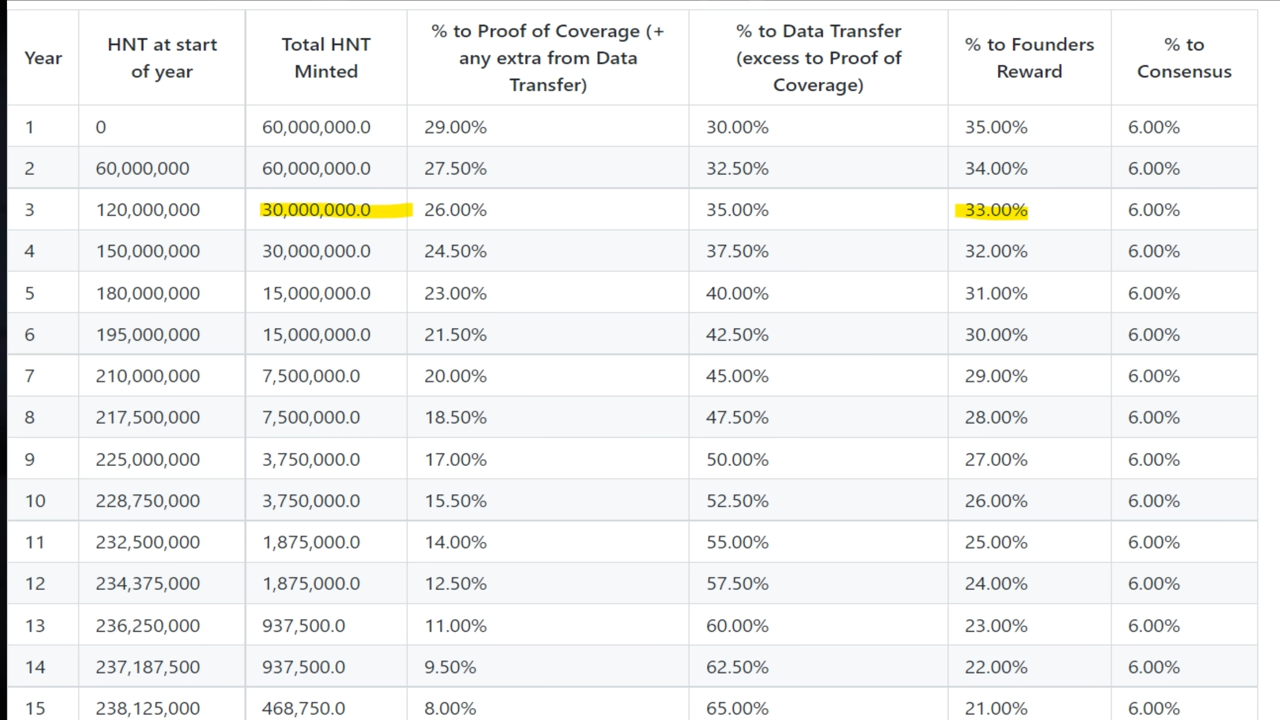 Year HNT at start of year Total HNT Minted % to Proof of Coverage (+ any extra from Data Transfer) % to Data Transfer (excess to Proof of Coverage) % to Founders Reward % to Consensus
1 0 60,000,000.0 29.00% 30.00% 35.00% 6.00%
2 60,000,000 60,000,000.0 27.50% 32.50% 34.00% 6.00%
3 120,000,000 30,000,000.0 26.00% 35.00% 33.00% 6.00%
4 150,000,000 30,000,000.0 24.50% 37.50% 32.00% 6.00%
5 180,000,000 15,000,000.0 23.00% 40.00% 31.00% 6.00%
6 195,000,000 15,000,000.0 21.50% 42.50% 30.00% 6.00%
7 210,000,000 7,500,000.0 20.00% 45.00% 29.00% 6.00%
8 217,500,000 7,500,000.0 18.50% 47.50% 28.00% 6.00%
9 225,000,000 3,750,000.0 17.00% 50.00% 27.00% 6.00%
10 228,750,000 3,750,000.0 15.50% 52.50% 26.00% 6.00%
11 232,500,000 1,875,000.0 14.00% 55.00% 25.00% 6.00%
12 234,375,000 1,875,000.0 12.50% 57.50% 24.00% 6.00%
13 236,250,000 937,500.0 11.00% 60.00% 23.00% 6.00%
14 237,187,500 937,500.0 9.50% 62.50% 22.00% 6.00%
15 238,125,000 468,750.0 8.00% 65.00% 21.00% 6.00%